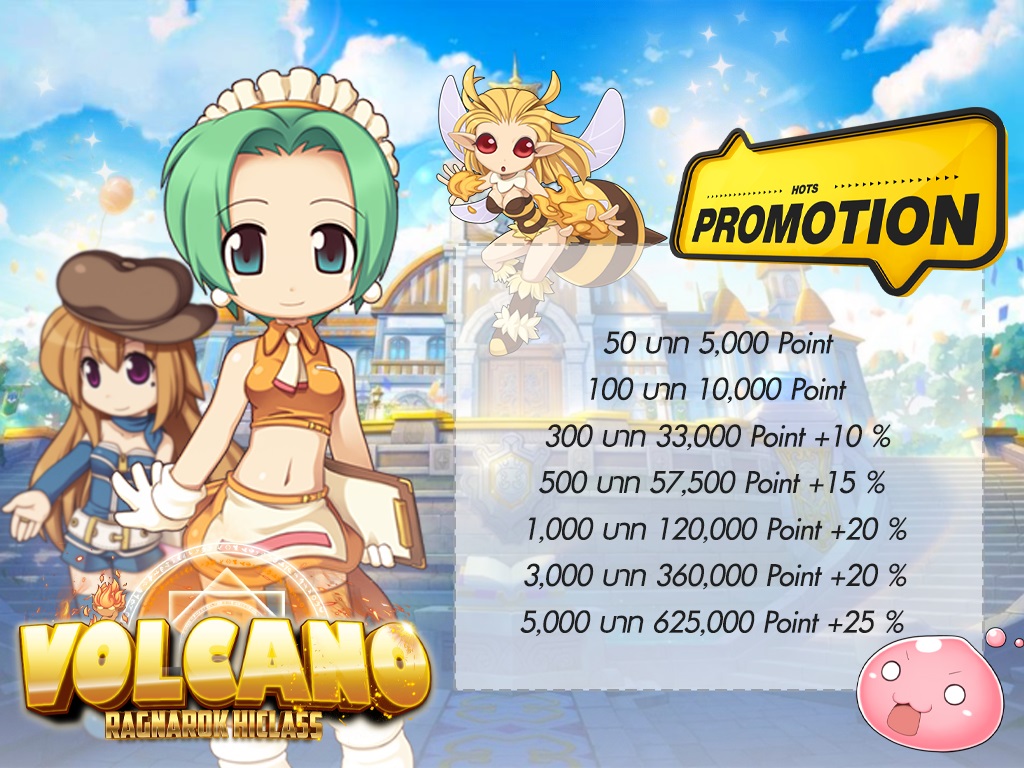 HOTS
PROMOTION
50 บาท 5,000 Point
100 บาท 10,000 Point
300 บาท 33,000 Point +10 %
500 บาท 57,500 Point +15 %
1,000 บาท 120,000 Point +20 %
3,000 บาท 360,000 Point +20 %
5,000 บาท 625,000 Point +25 %
VOLCANO
RAGNAROK HICLASS